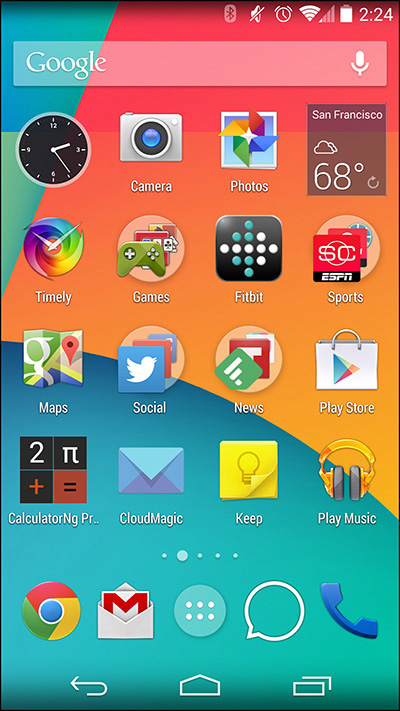 2:24
Google
San Francisco
68°
Camera
Photos
SC
ESPN
Timely
Games
Fitbit
Sports
g
Maps
Social
News
Play Store
2 π
+ =
CalculatorNg Pr..
CloudMagic
Keep
Play Music
M